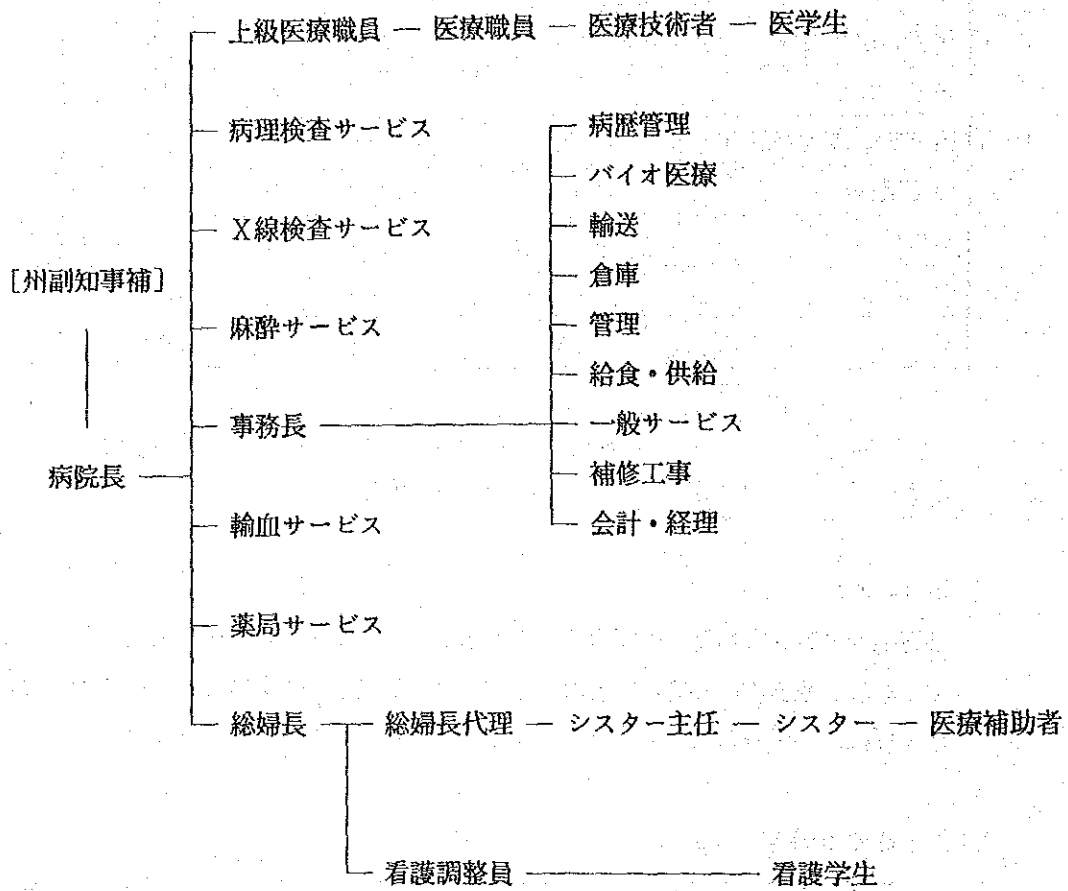 上級医療職員 — 医療職員 — 医療技術者 — 医学生
病理検査サービス
病歴管理
バイオ医療
X線検査サービス
輸送
[州副知事補]
倉庫
麻酔サービス
管理
給食・供給
事務長
一般サービス
病院長
補修工事
輸血サービス
会計・経理
薬局サービス
総婦長 — 総婦長代理 — シスター主任 — シスター — 医療補助者
看護調整員 — 看護学生